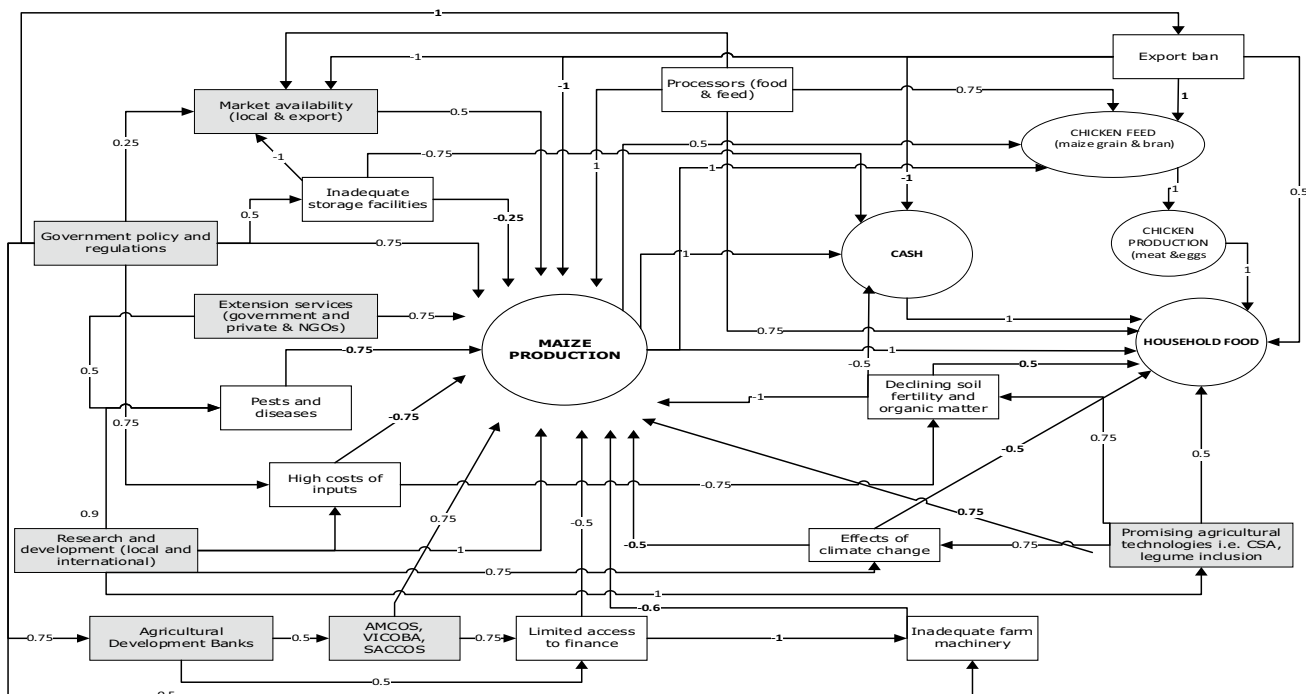 1
Export ban
-1
-1
Processors (food
& feed)
0.75
1
Market availability
(local & export)
0.5
CHICKEN FEED
(maize grain & bran)
0.25
0.5
-1
-0.75
1
1
-1
1
Inadequate
storage facilities
0.5
-0.25
0.5
CHICKEN
PRODUCTION
(meat &eggs
Government policy and
regulations
0.75
1
CASH
1
Extension services
(government and
private & NGOs)
0.75
1
0.75
MAIZE
PRODUCTION
1
HOUSEHOLD FOOD
-0.75
0.5
-0.5
-0.5
Declining soil
fertility and
organic matter
Pests and
diseases
-1
0.75
-0.75
0.75
0.5
-0.5
High costs of
inputs
-0.75
0.9
0.75
-0.5
0.75
Research and
development (local and
international)
1
-0.5
Effects of
climate change
0.75
Promising agricultural
technologies i.e. CSA,
legume inclusion
0.75
1
-0.6
0.75
Agricultural
Development Banks
0.5
AMCOS,
VICOBA,
SACCOS
0.75
Limited access
to finance
-1
Inadequate farm
machinery
0.5